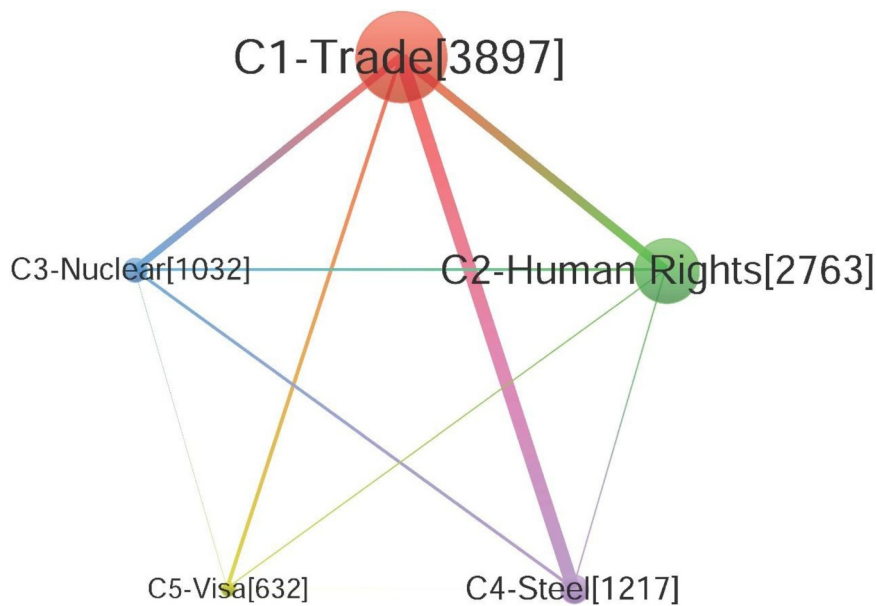 C1-Trade[3897]
C3-Nuclear[1032]
C2-Human Rights[2763]
C5-Visa[632]
C4-Steel[1217]